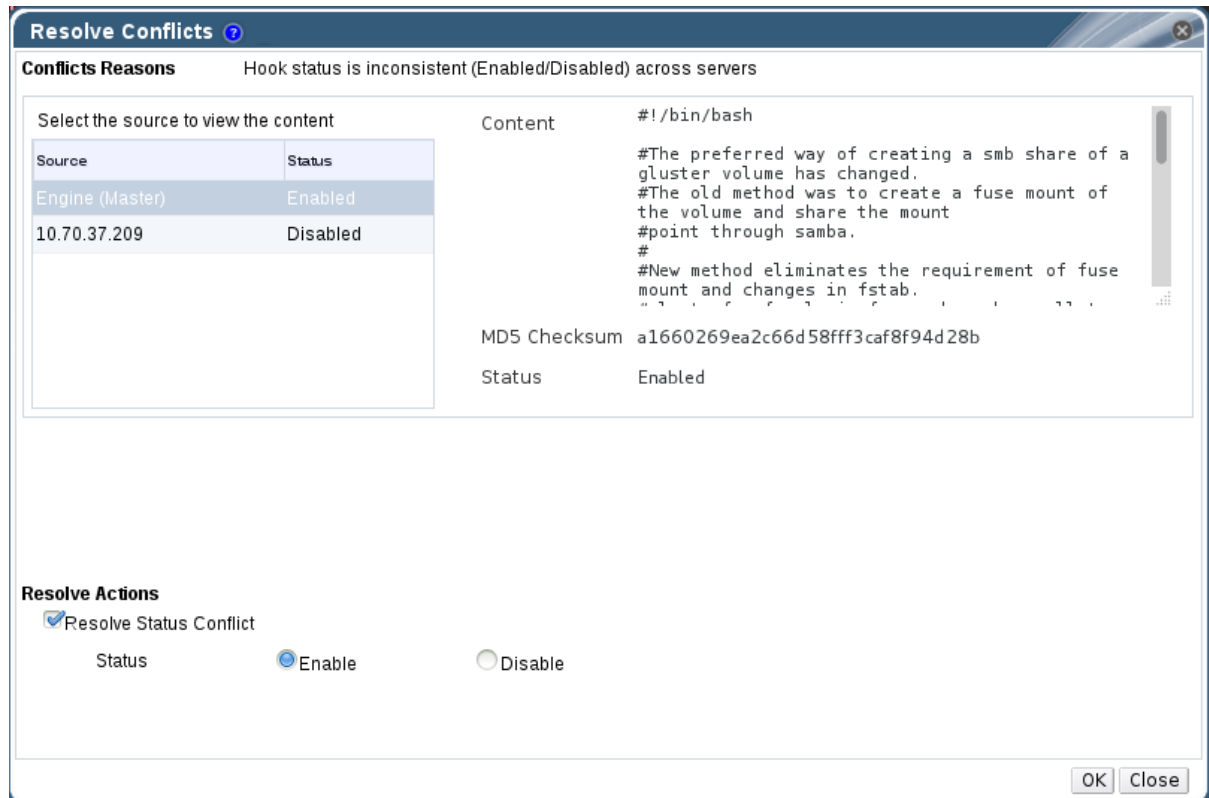 Resolve Conflicts ?
Conflicts Reasons Hook status is inconsistent (Enabled/Disabled) across servers
Select the source to view the content
Source Status
Engine (Master) Enabled
10.70.37.209 Disabled
Content
#!/bin/bash
#The preferred way of creating a smb share of a
gluster volume has changed.
#The old method was to create a fuse mount of
the volume and share the mount
#point through samba.
#
#New method eliminates the requirement of fuse
mount and changes in fstab.
MD5 Checksum a1660269ea2c66d58fff3caf8f94d28b
Status Enabled
Resolve Actions
Resolve Status Conflict
Status Enable Disable
OK Close